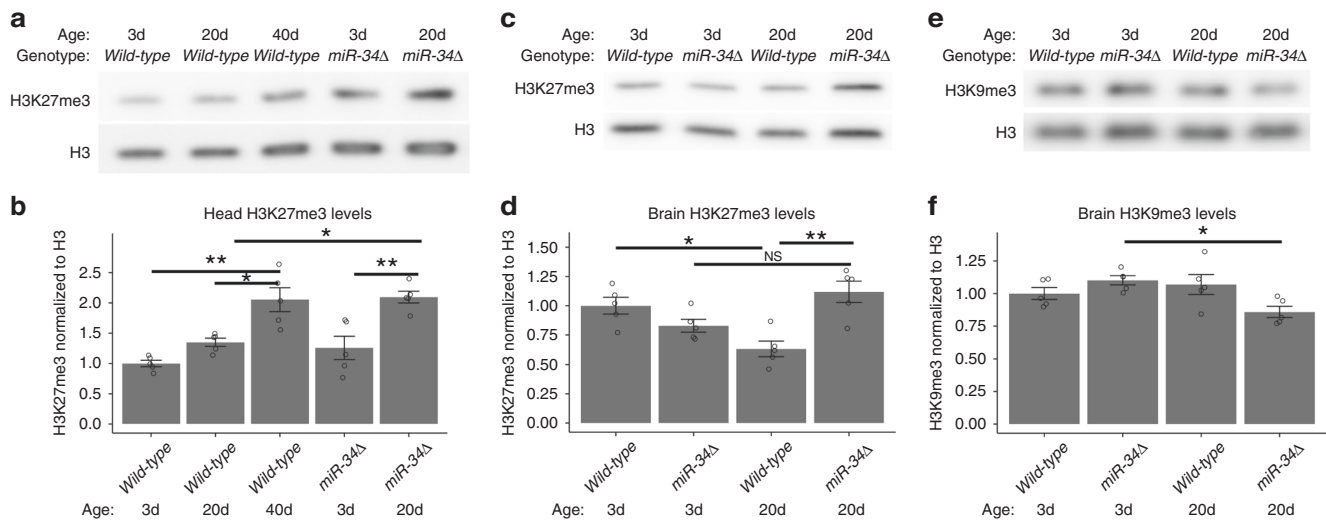 a
Age: 3d 20d 40d 3d 20d
Genotype: Wild-type Wild-type Wild-type miR-34Δ miR-34Δ
H3K27me3
H3
b
Head H3K27me3 levels
H3K27me3 normalized to H3
2.5
2.0
1.5
1.0
0.5
0.0
*
**
*
**
Wild-type Wild-type Wild-type miR-34Δ miR-34Δ
Age: 3d 20d 40d 3d 20d
c
Age: 3d 3d 20d 20d
Genotype: Wild-type miR-34Δ Wild-type miR-34Δ
H3K27me3
H3
d
Brain H3K27me3 levels
H3K27me3 normalized to H3
1.50
1.25
1.00
0.75
0.50
0.25
0.00
*
**
NS
Wild-type miR-34Δ Wild-type miR-34Δ
Age: 3d 3d 20d 20d
e
Age: 3d 3d 20d 20d
Genotype: Wild-type miR-34Δ Wild-type miR-34Δ
H3K9me3
H3
f
Brain H3K9me3 levels
H3K9me3 normalized to H3
1.25
1.00
0.75
0.50
0.25
0.00
*
Wild-type miR-34Δ Wild-type miR-34Δ
Age: 3d 3d 20d 20d